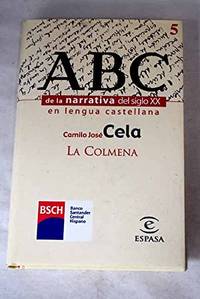 5
ABC
de la narrativa del siglo XX
en lengua castellana
Camilo José Cela
LA COLMENA
BSCH
Banco
Santander
Central
Hispano
e
ESPASA